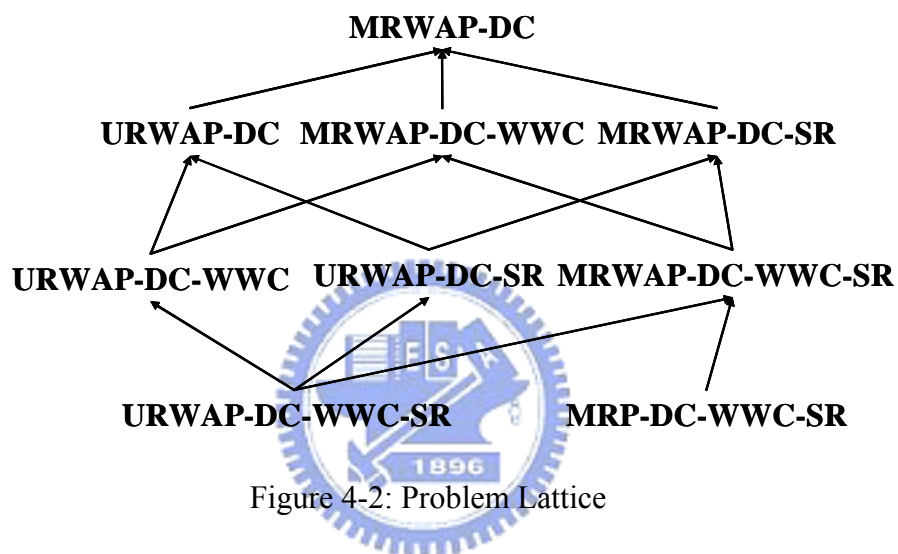 MRWAP-DC
URWAP-DC MRWAP-DC-WWC MRWAP-DC-SR
URWAP-DC-WWC URWAP-DC-SR MRWAP-DC-WWC-SR
ES
URWAP-DC-WWC-SR MRP-DC-WWC-SR
1896
Figure 4-2: Problem Lattice